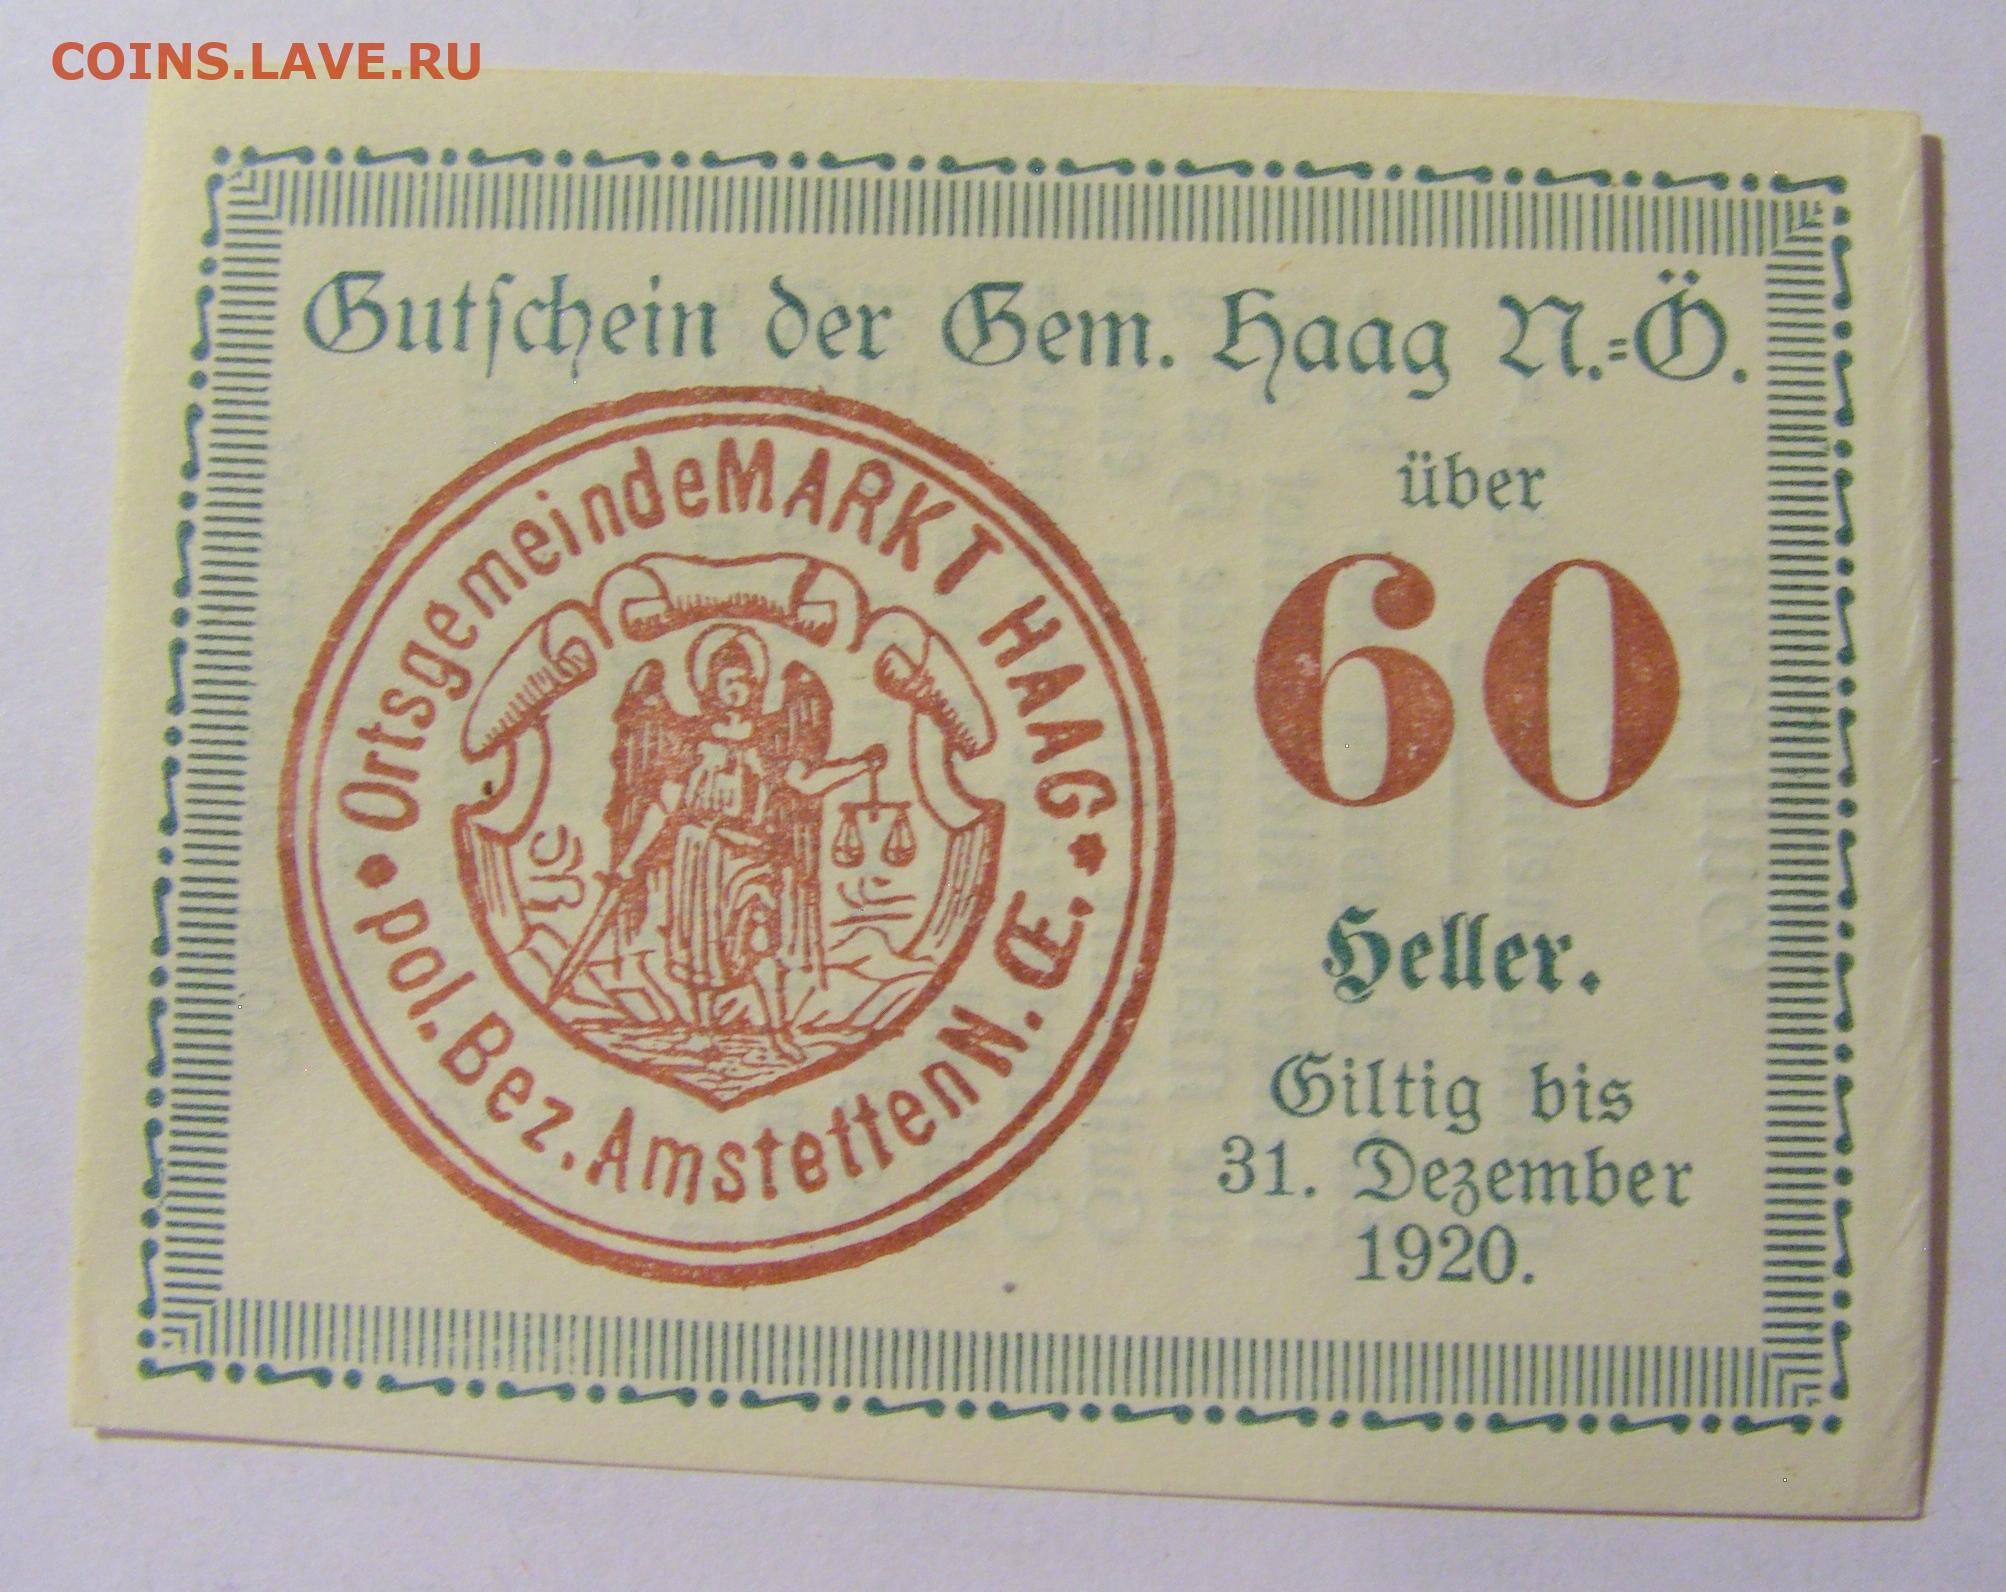 COINS.LAVE.RU
Gutschein der Gem. Haag N.=Ö.
über
60
Heller.
Giltig bis
31. Dezember
1920.
OrtsgemeindeMARKT HAAG
pol. Bez. Amstetten N. Ö.